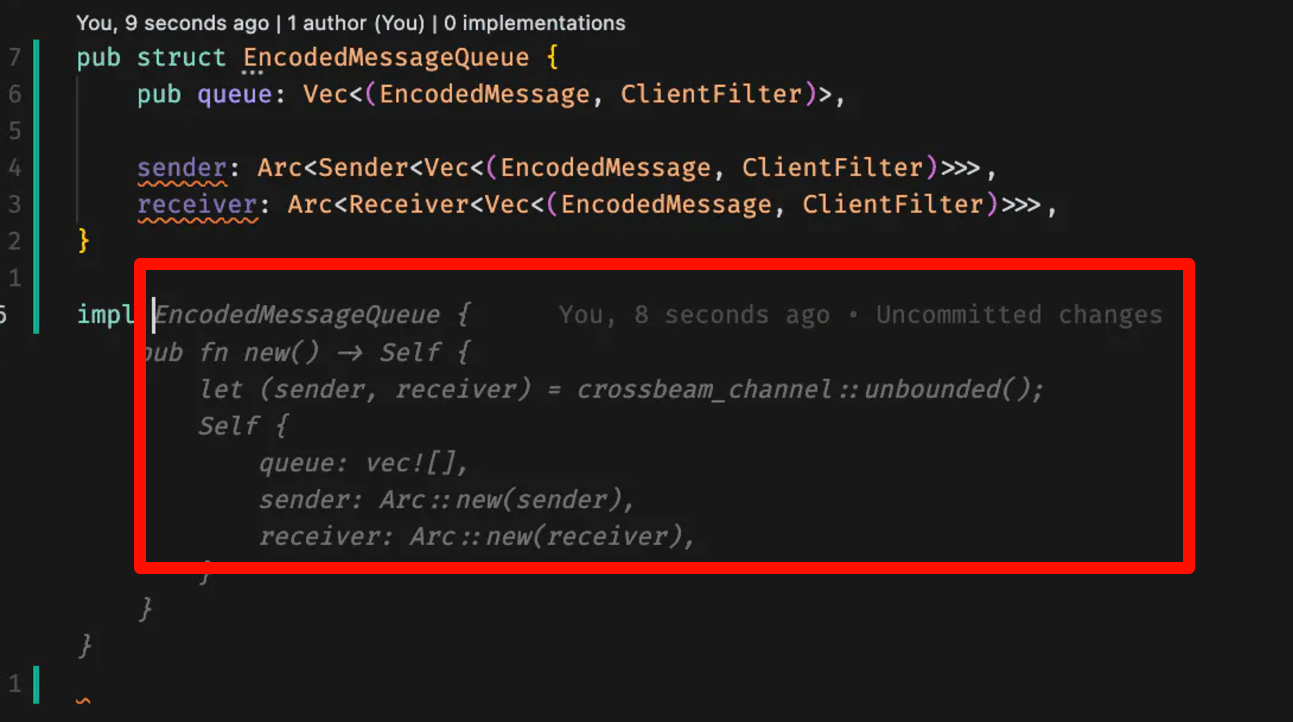 You, 9 seconds ago | 1 author (You) | 0 implementations
7 pub struct EncodedMessageQueue {
6 pub queue: Vec<(EncodedMessage, ClientFilter)>,
5
4 sender: Arc<Sender<Vec<(EncodedMessage, ClientFilter)>>>,
3 receiver: Arc<Receiver<Vec<(EncodedMessage, ClientFilter)>>>,
2 }
1
impl EncodedMessageQueue { You, 8 seconds ago • Uncommitted changes
pub fn new() -> Self {
let (sender, receiver) = crossbeam_channel::unbounded();
Self {
queue: vec![],
sender: Arc::new(sender),
receiver: Arc::new(receiver),
}
}
}
1